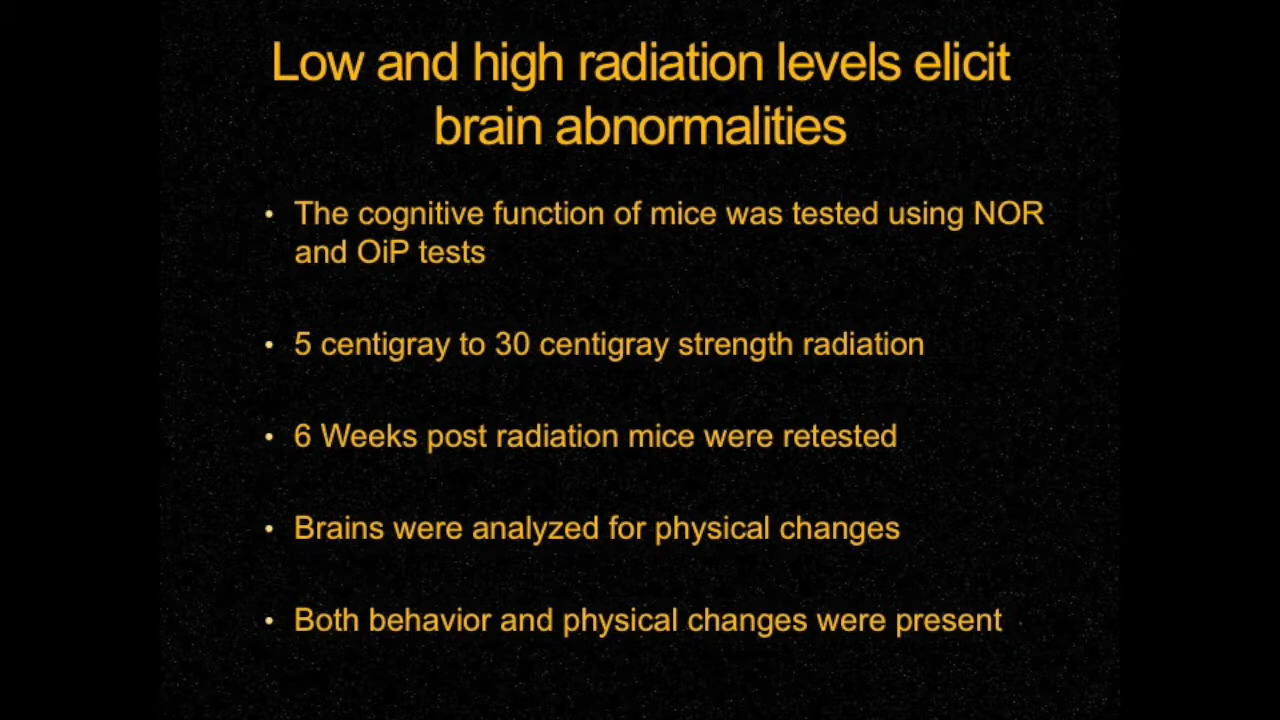 Low and high radiation levels elicit
brain abnormalities
• The cognitive function of mice was tested using NOR
and OiP tests
• 5 centigray to 30 centigray strength radiation
• 6 Weeks post radiation mice were retested
• Brains were analyzed for physical changes
• Both behavior and physical changes were present